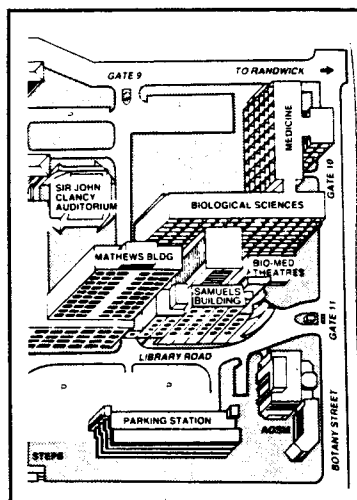 GATE 9
TO RANDWICK
MEDICINE
GATE 10
SIR JOHN
CLANCY
AUDITORIUM
BIOLOGICAL SCIENCES
MATHEWS BLDG
BIO-MED
THEATRES
SAMUELS
BUILDING
GATE 11
LIBRARY ROAD
AGSM
PARKING STATION
BOTANY STREET
STEPS